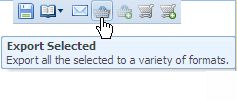 Export Selected
Export all the selected to a variety of formats.